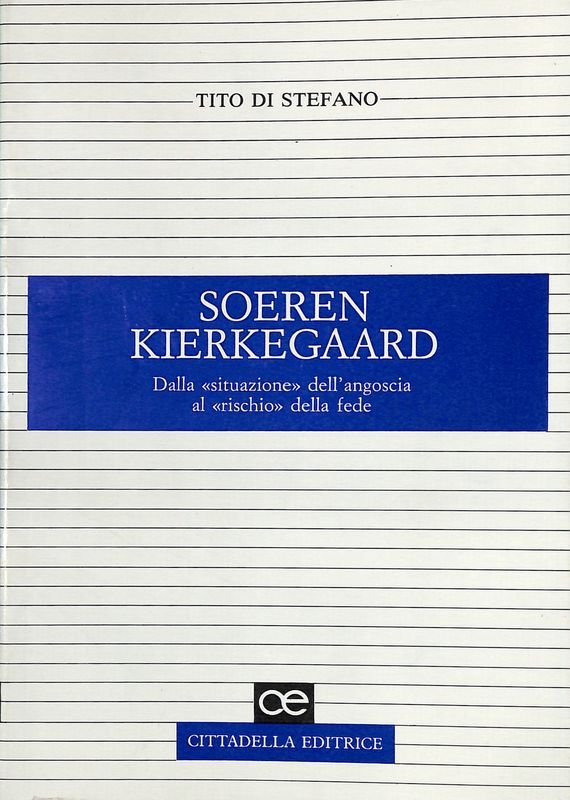 TITO DI STEFANO
SOEREN
KIERKEGAARD
Dalla «situazione» dell'angoscia
al «rischio» della fede
ce
CITTADELLA EDITRICE